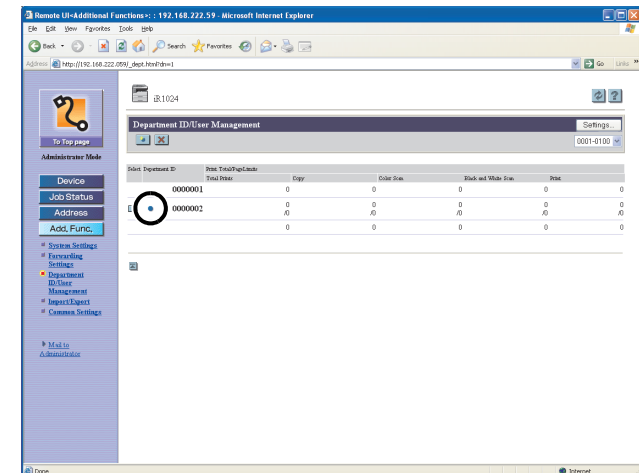 Remote UI<Additional Functions>: : 192.168.222.59 - Microsoft Internet Explorer
File Edit View Favorites Tools Help
Back Search Favorites
Address http://192.168.222.059/_dept.html?dn=1 Go Links »
iR1024
Department ID/User Management Settings...
0001-0100
To Top page
Administrator Mode
Device
Job Status
Address
Add. Func.
System Settings
Forwarding
Settings
Department
ID/User
Management
Import/Export
Common Settings
Mail to
Administrator
Select Department ID Print Total/PageLimits
Total Prints Copy Color Scan Black and White Scan Print
0000001 0 0 0 0 0
0000002 0 0 0 0 0
/0 /0 /0 /0 /0
0 0 0 0 0
Done Internet